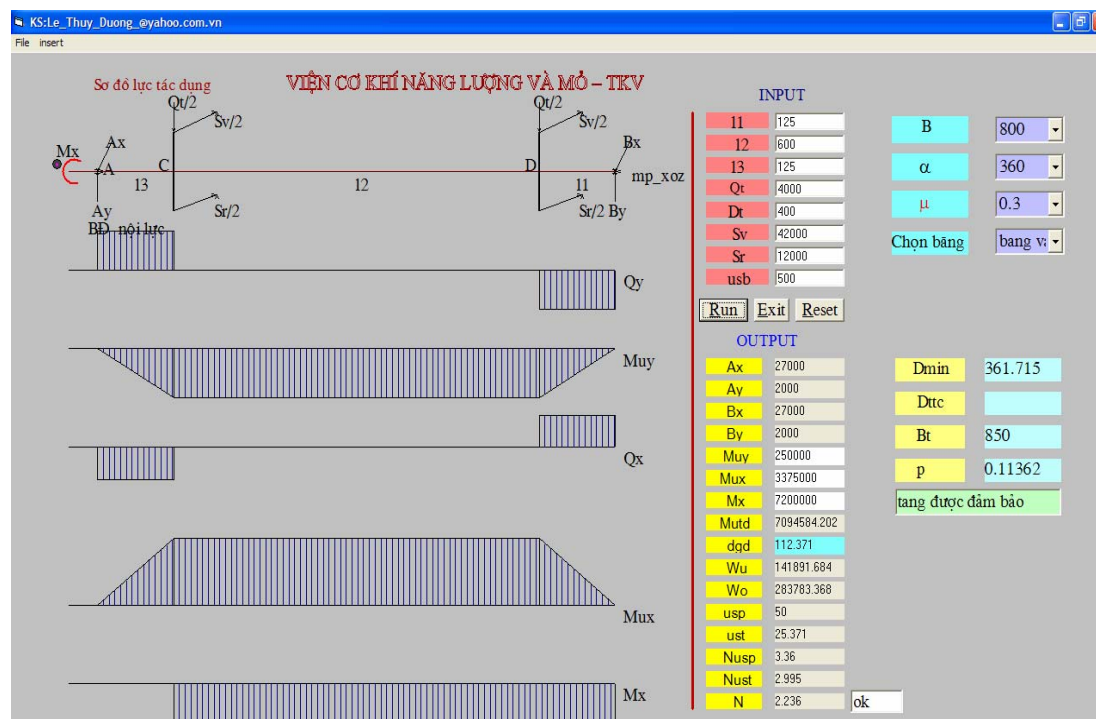 KS:Le_Thuy_Duong_@yahoo.com.vn
File insert
Sơ đồ lực tác dụng
VIỆN CƠ KHÍ NĂNG LƯỢNG VÀ MỎ – TKV
Qt/2
Qt/2
Sv/2
Sv/2
Mx
Ax
Bx
A
C
D
mp_xoz
13
12
11
Ay
Sr/2
Sr/2
By
BĐ nội lực
Qy
Muy
Qx
Mux
Mx
INPUT
11 125
12 600
13 125
Qt 4000
Dt 400
Sv 42000
Sr 12000
usb 500
B 800
α 360
μ 0.3
Chọn băng
bang
Run Exit Reset
OUTPUT
Ax 27000
Ay 2000
Bx 27000
By 2000
Muy 250000
Mux 3375000
Mx 7200000
Mutd 7094584.202
dgd 112.371
Wu 141891.684
Wo 283783.368
usp 50
ust 25.371
Nusp 3.36
Nust 2.995
N 2.236 ok
Dmin 361.715
Dttc
Bt 850
p 0.11362
tang được đảm bảo